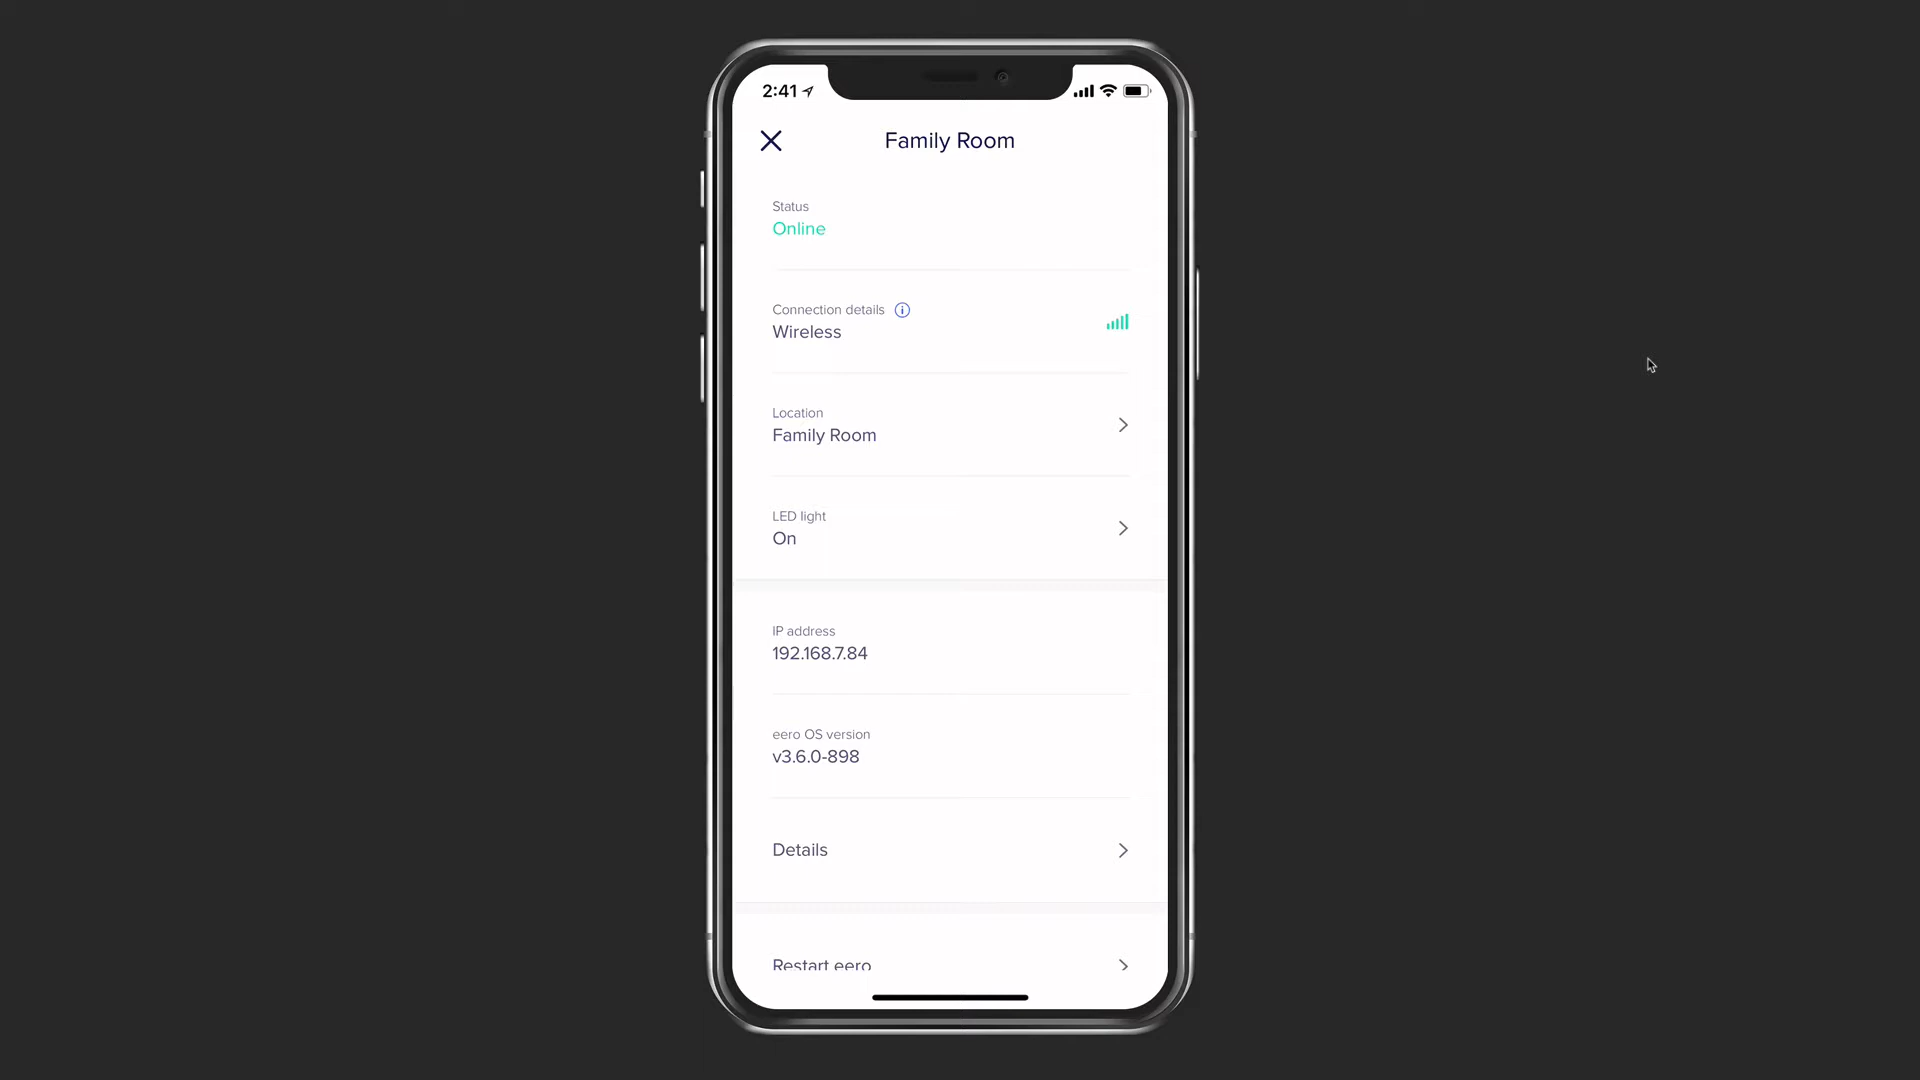 2:41
Family Room
Status
Online
Connection details
Wireless
Location
Family Room
LED light
On
IP address
192.168.7.84
eero OS version
v3.6.0-898
Details
Restart eero